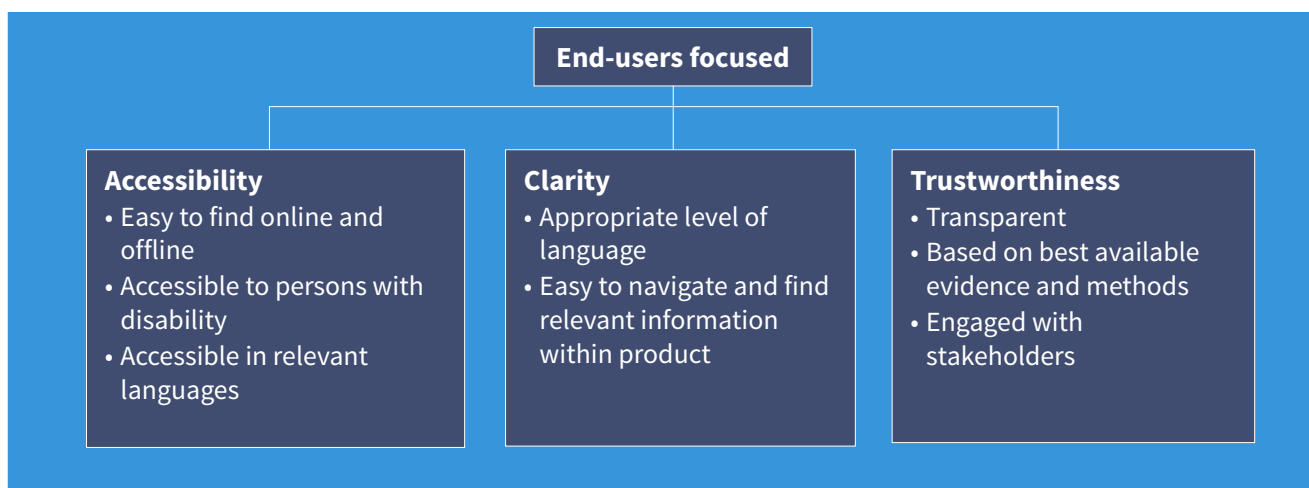 End-users focused
Accessibility
• Easy to find online and
offline
• Accessible to persons with
disability
• Accessible in relevant
languages
Clarity
• Appropriate level of
language
• Easy to navigate and find
relevant information
within product
Trustworthiness
• Transparent
• Based on best available
evidence and methods
• Engaged with
stakeholders